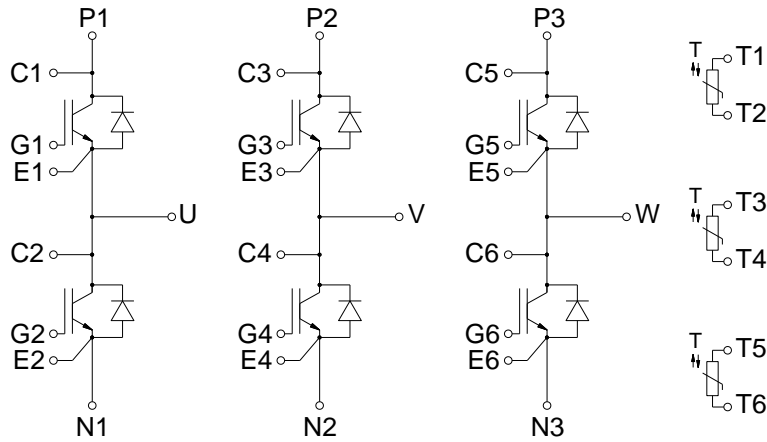 P1 P2 P3
C1 C3 C5 T T1
T2
G1 G3 G5
E1 E3 E5
T T3
U V W
C2 C4 C6 T4
G2 G4 G6
T T5
E2 E4 E6
T6
N1 N2 N3